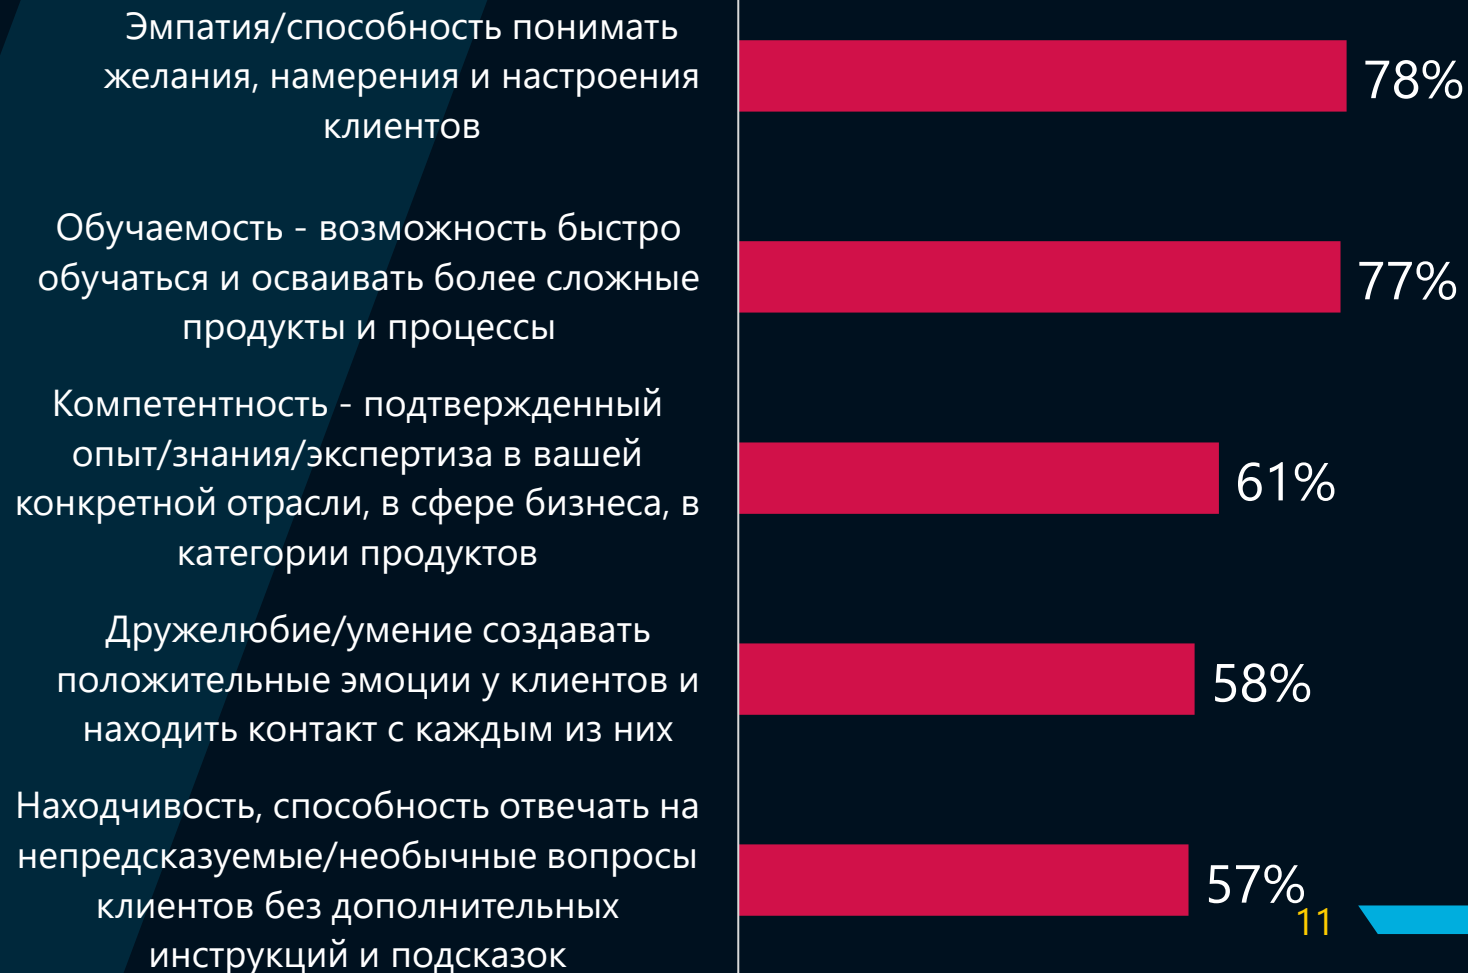 Эмпатия/способность понимать
желания, намерения и настроения
клиентов
78%
Обучаемость - возможность быстро
обучаться и осваивать более сложные
продукты и процессы
77%
Компетентность - подтвержденный
опыт/знания/экспертиза в вашей
конкретной отрасли, в сфере бизнеса, в
категории продуктов
61%
Дружелюбие/умение создавать
положительные эмоции у клиентов и
находить контакт с каждым из них
58%
Находчивость, способность отвечать на
непредсказуемые/необычные вопросы
клиентов без дополнительных
инструкций и подсказок
57%
11